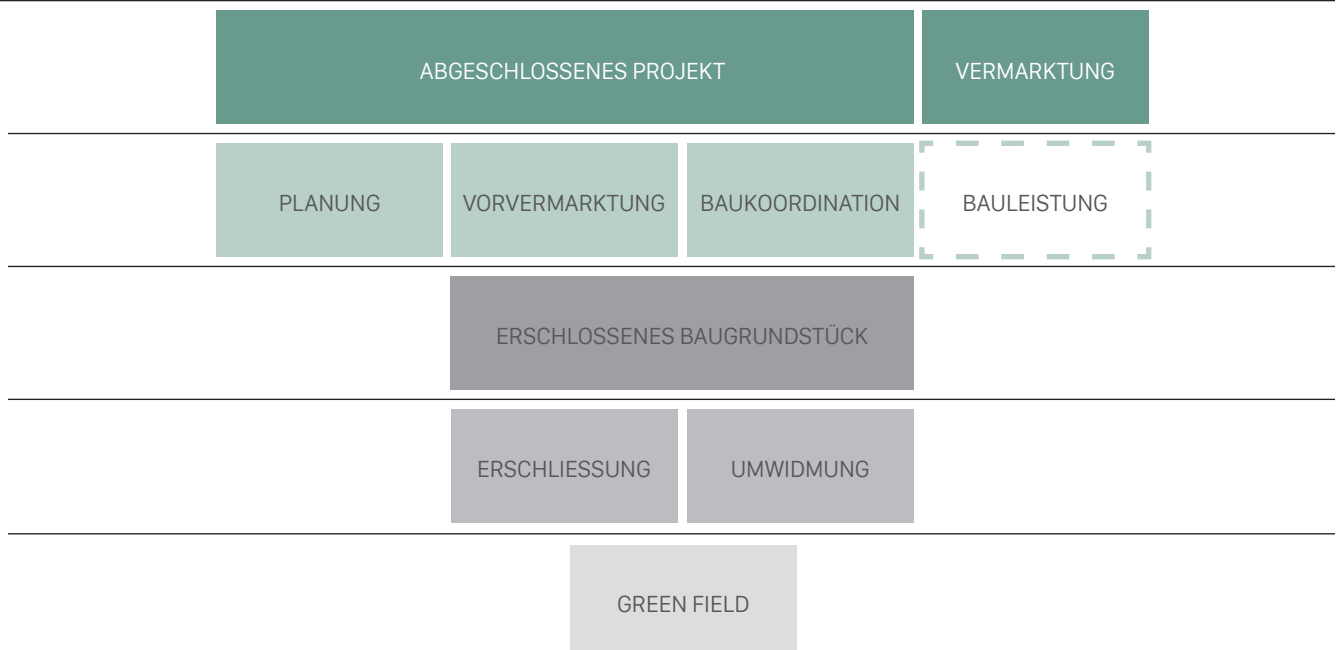 ABGESCHLOSSENES PROJEKT
VERMARKTUNG
PLANUNG
VORVERMARKTUNG
BAUKOORDINATION
BAULEISTUNG
ERSCHLOSSENES BAUGRUNDSTÜCK
ERSCHLIESSUNG
UMWIDMUNG
GREEN FIELD